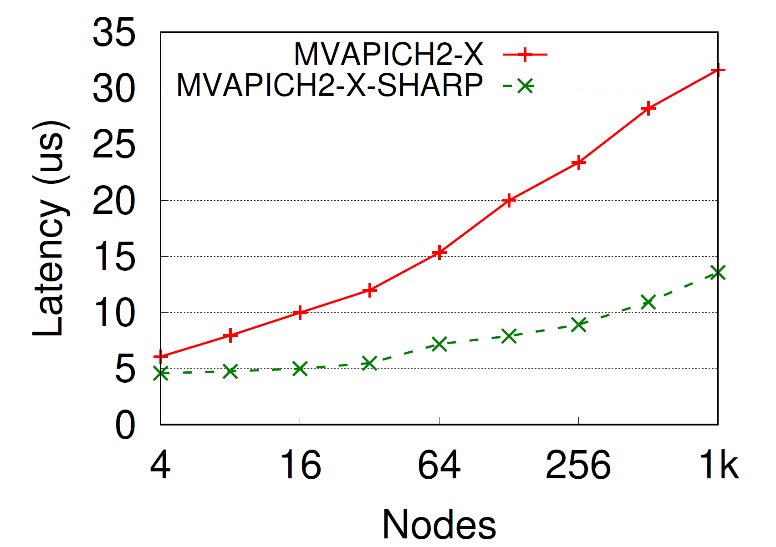 35
30
25
20
15
10
5
0
Latency (us)
MVAPICH2-X
MVAPICH2-X-SHARP
4 16 64 256 1k
Nodes